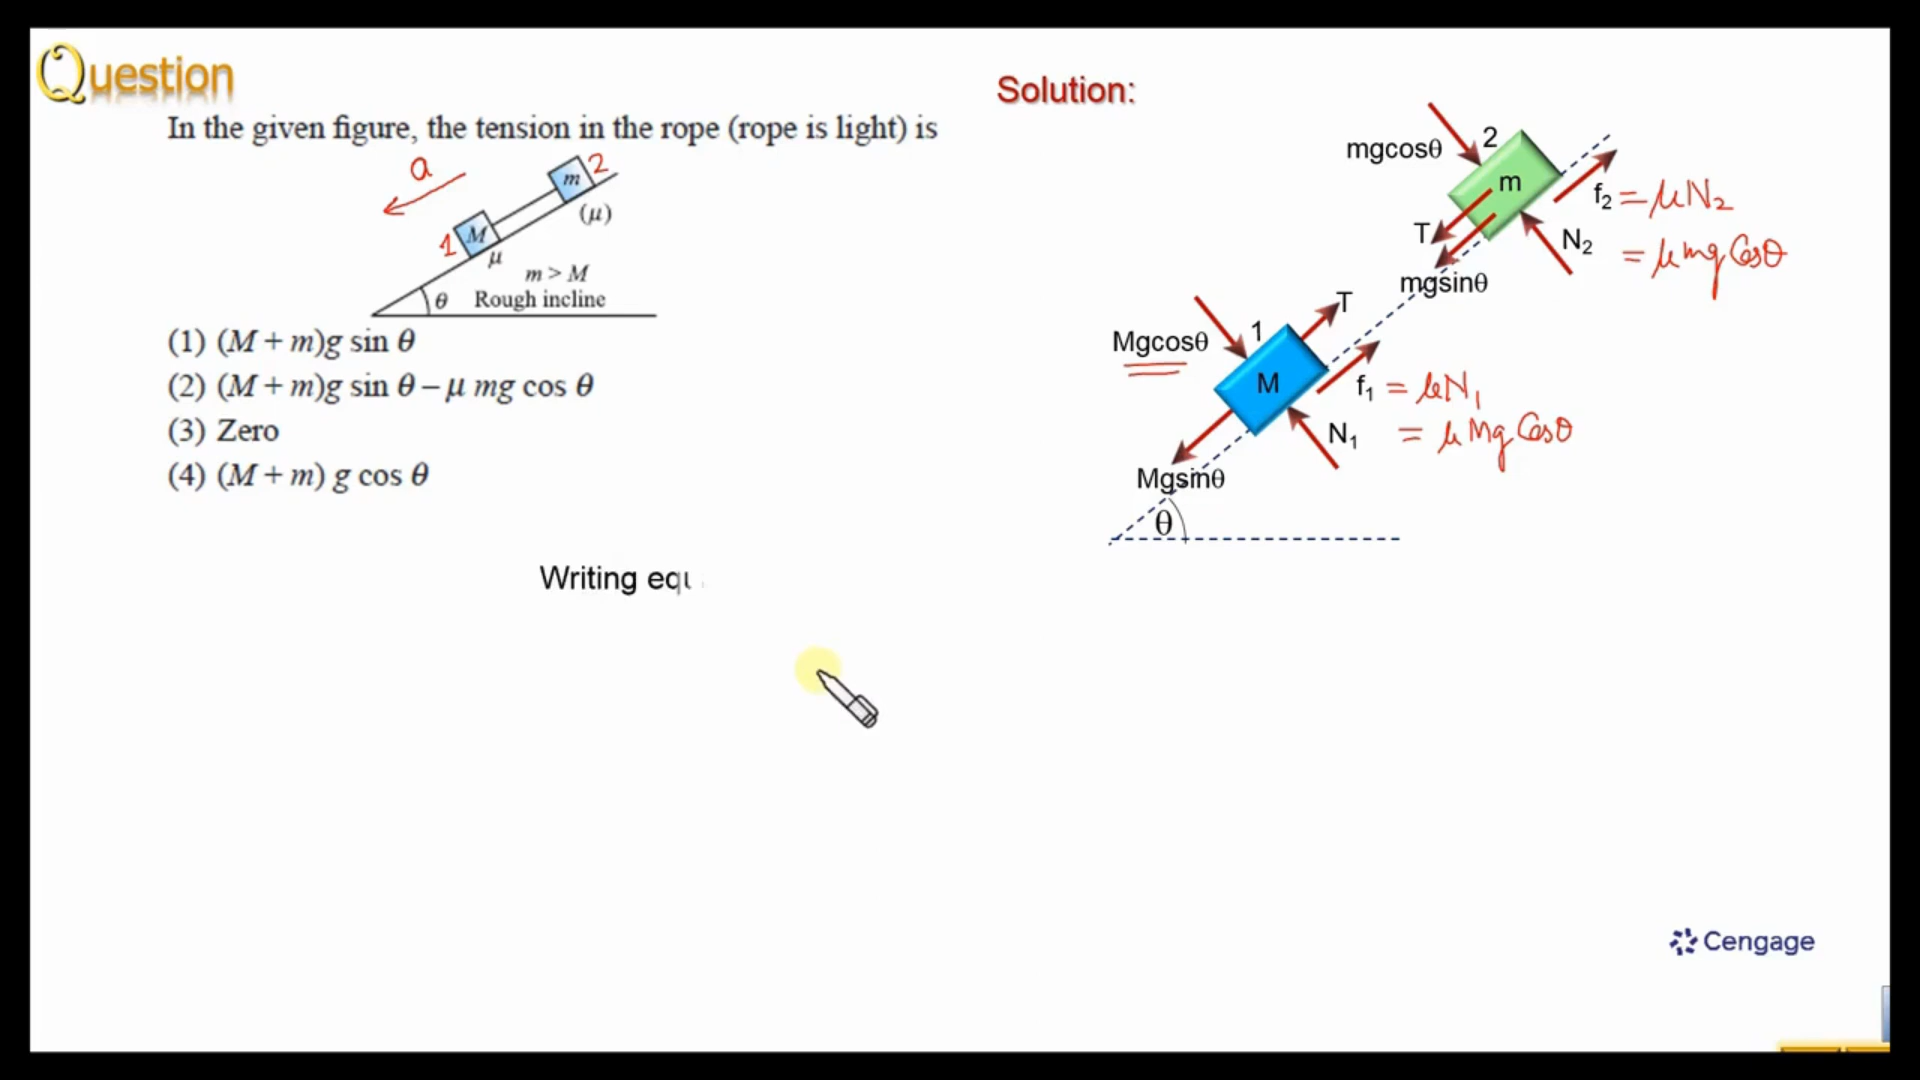 Question
In the given figure, the tension in the rope (rope is light) is
a
2
m
(μ)
1
M
μ
m > M
θ
Rough incline
(1) (M + m)g sin θ
(2) (M + m)g sin θ – μ mg cos θ
(3) Zero
(4) (M + m) g cos θ
Writing equ
Solution:
mgcosθ
2
m
f₂ = μN₂
T
N₂
= μmg Cosθ
mgsinθ
T
Mgcosθ
1
M
f₁ = μN₁
N₁
= μMg Cosθ
Mgsinθ
θ
Cengage